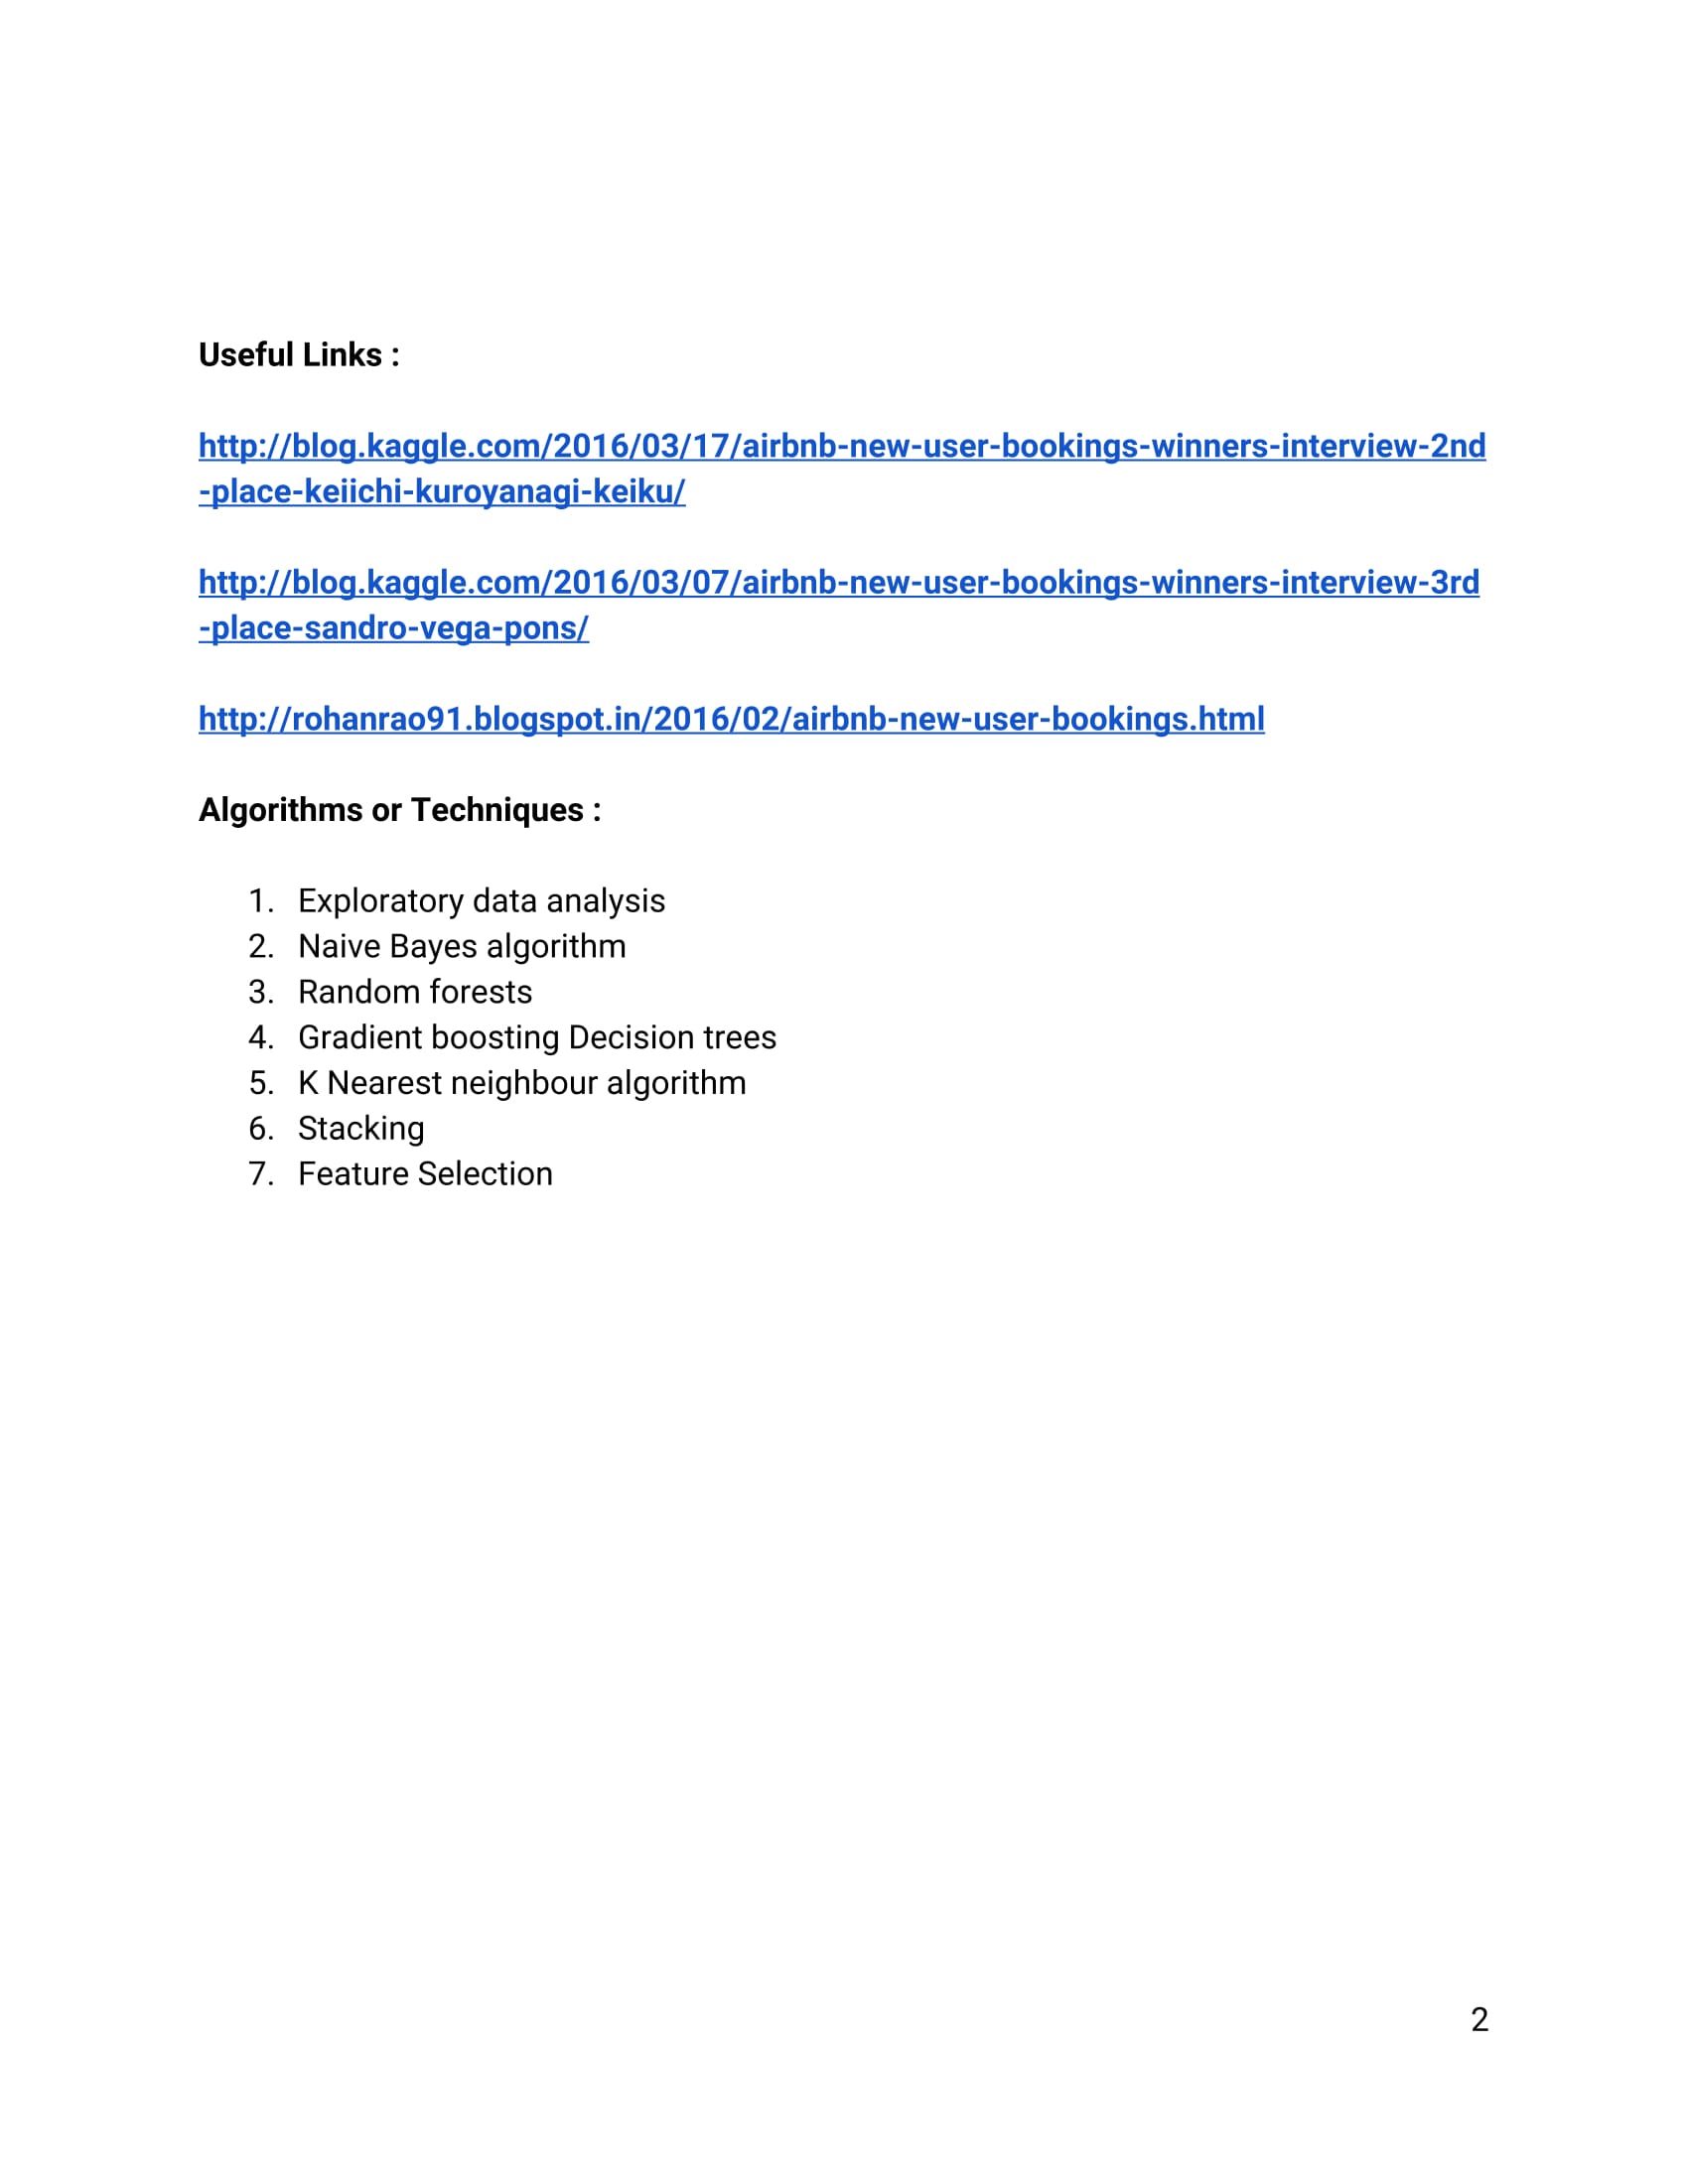 Useful Links :
http://blog.kaggle.com/2016/03/17/airbnb-new-user-bookings-winners-interview-2nd
-place-keiichi-kuroyanagi-keiku/
http://blog.kaggle.com/2016/03/07/airbnb-new-user-bookings-winners-interview-3rd
-place-sandro-vega-pons/
http://rohanrao91.blogspot.in/2016/02/airbnb-new-user-bookings.html
Algorithms or Techniques :
1. Exploratory data analysis
2. Naive Bayes algorithm
3. Random forests
4. Gradient boosting Decision trees
5. K Nearest neighbour algorithm
6. Stacking
7. Feature Selection
2